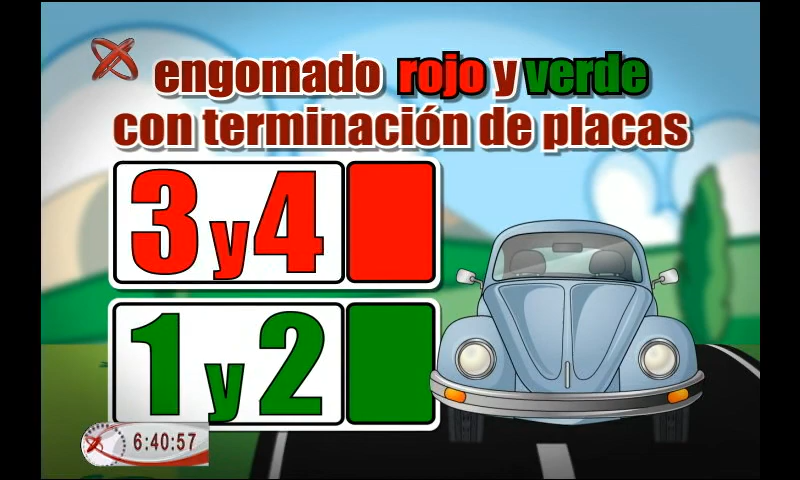 engomado rojo y verde
con terminación de placas
3 y 4
1 y 2
6:40:57